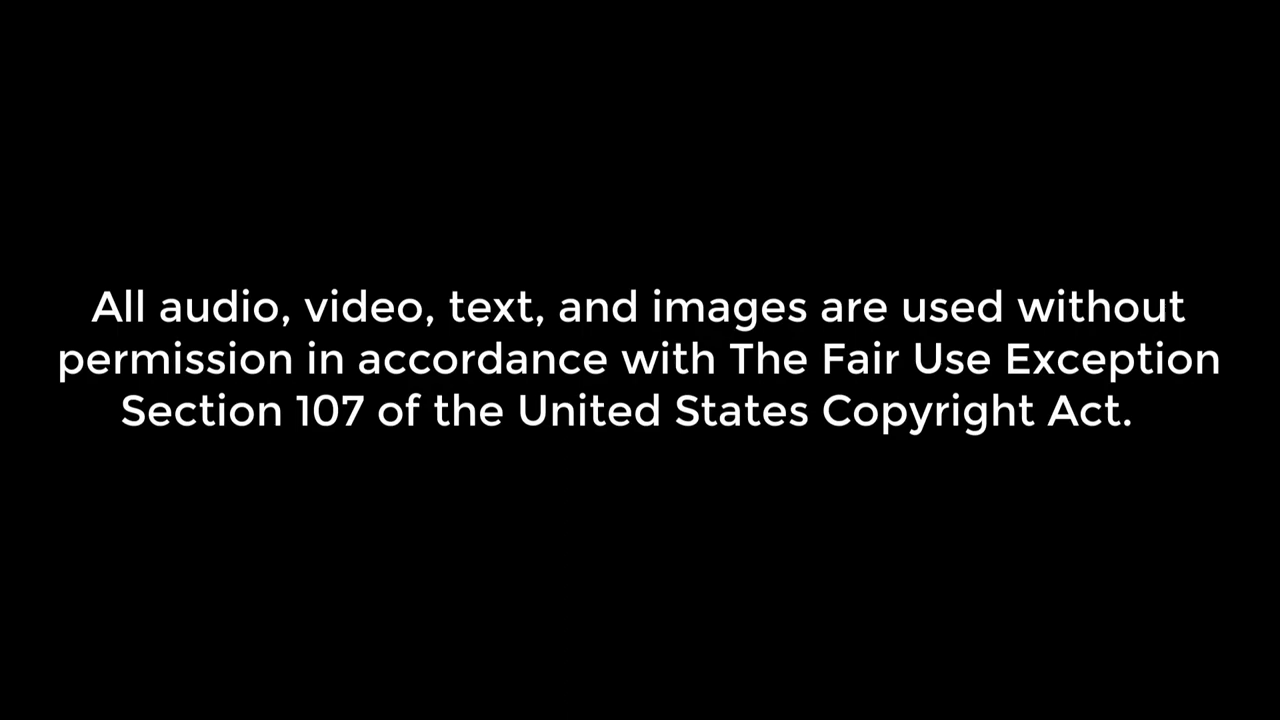 All audio, video, text, and images are used without
permission in accordance with The Fair Use Exception
Section 107 of the United States Copyright Act.